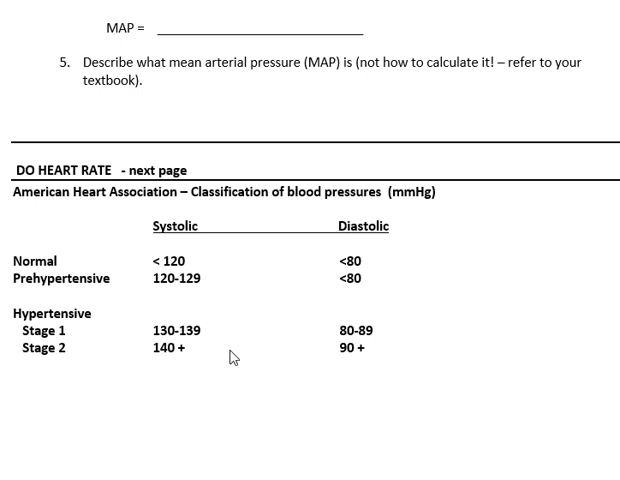 MAP = ____________________
5. Describe what mean arterial pressure (MAP) is (not how to calculate it! – refer to your
textbook).
DO HEART RATE - next page
American Heart Association – Classification of blood pressures (mmHg)
Systolic Diastolic
Normal < 120 <80
Prehypertensive 120-129 <80
Hypertensive
Stage 1 130-139 80-89
Stage 2 140 + 90 +